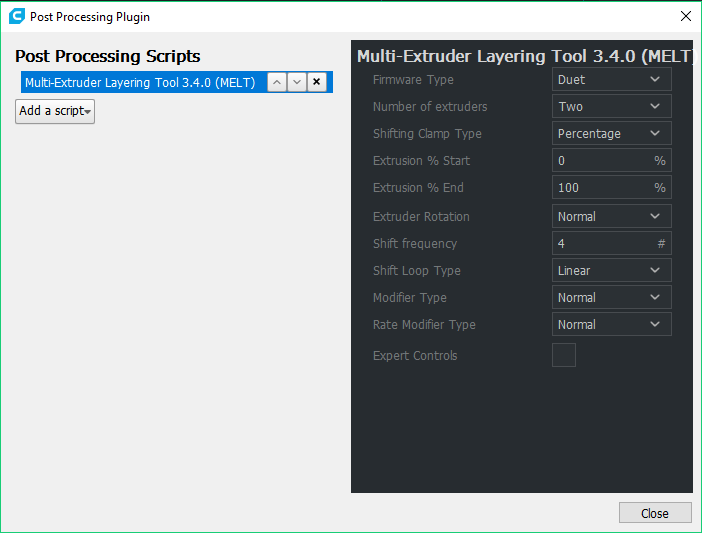 Post Processing Plugin
Post Processing Scripts
Multi-Extruder Layering Tool 3.4.0 (MELT)
Add a script
Multi-Extruder Layering Tool 3.4.0 (MELT)
Firmware Type Duet
Number of extruders Two
Shifting Clamp Type Percentage
Extrusion % Start 0 %
Extrusion % End 100 %
Extruder Rotation Normal
Shift frequency 4 #
Shift Loop Type Linear
Modifier Type Normal
Rate Modifier Type Normal
Expert Controls
Close